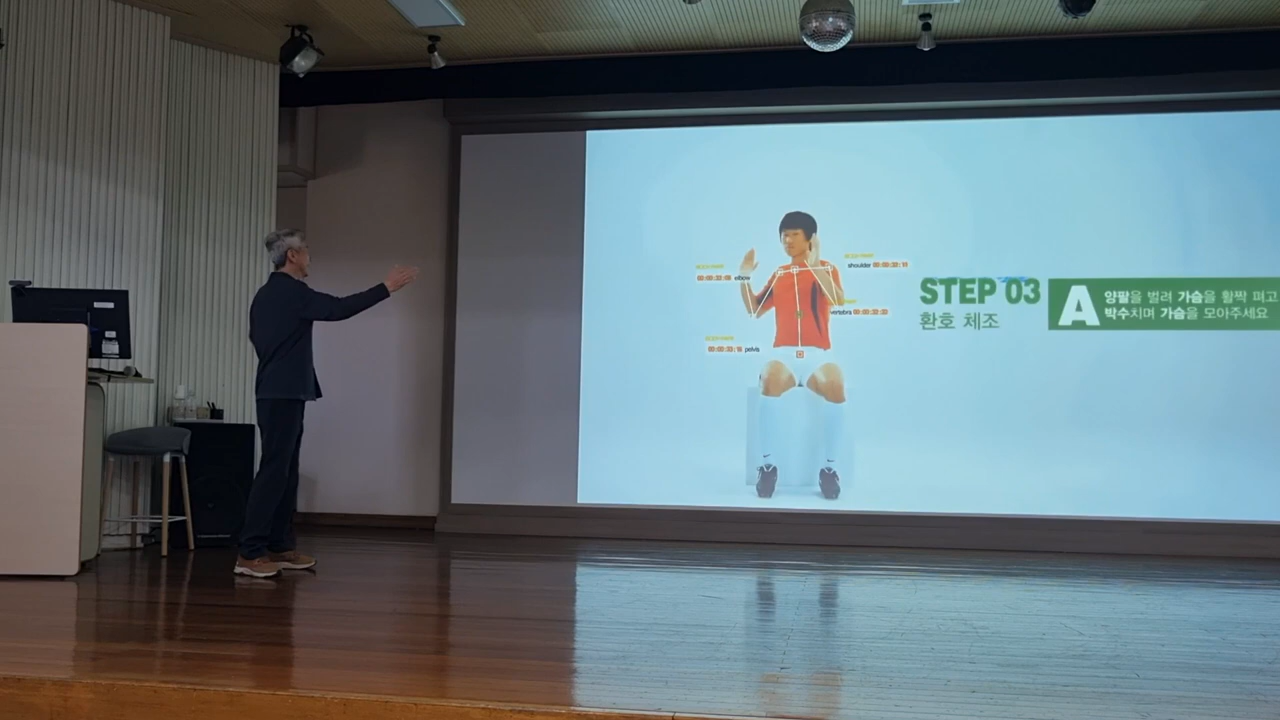 shoulder
elbow
vertebra
pelvis
STEP 03
환호 체조
A
양팔을 벌려 가슴을 활짝 펴고
박수치며 가슴을 모아주세요